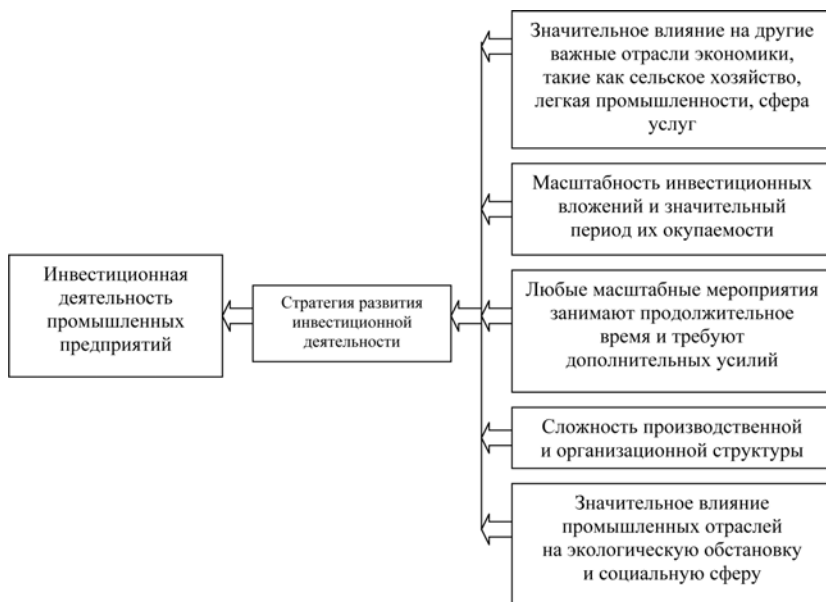 Значительное влияние на другие
важные отрасли экономики,
такие как сельское хозяйство,
легкая промышленности, сфера
услуг
Масштабность инвестиционных
вложений и значительный
период их окупаемости
Инвестиционная
деятельность
промышленных
предприятий
Стратегия развития
инвестиционной
деятельности
Любые масштабные мероприятия
занимают продолжительное
время и требуют
дополнительных усилий
Сложность производственной
и организационной структуры
Значительное влияние
промышленных отраслей
на экологическую обстановку
и социальную сферу